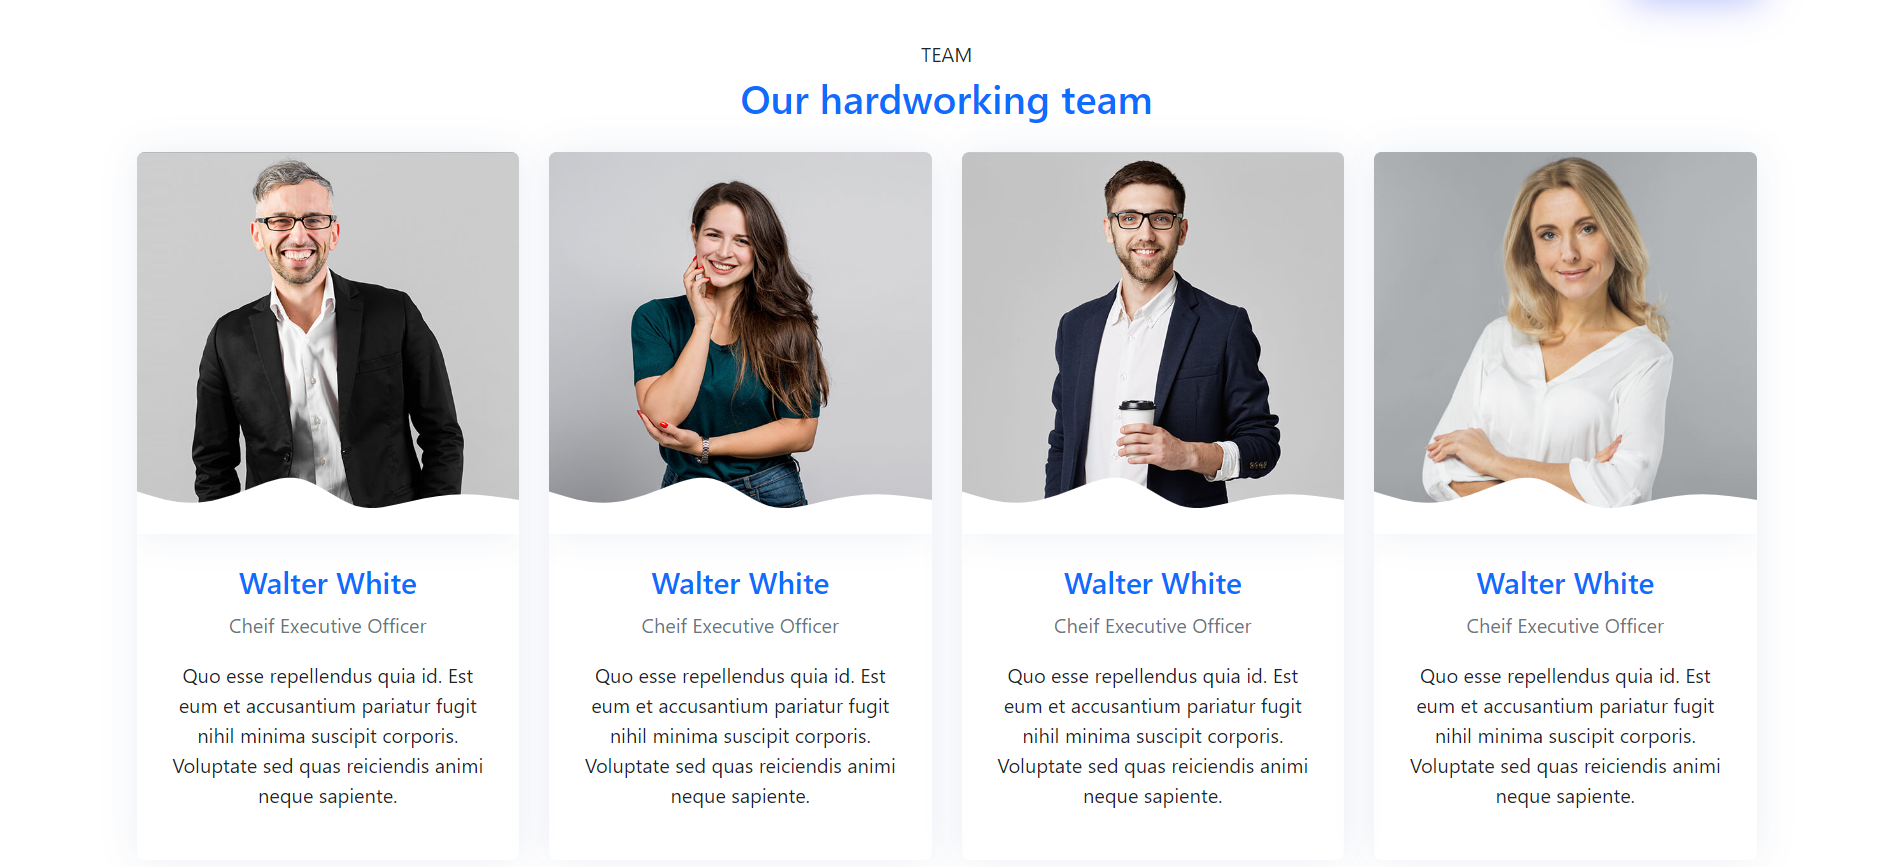 TEAM
Our hardworking team
Walter White
Cheif Executive Officer
Quo esse repellendus quia id. Est
eum et accusantium pariatur fugit
nihil minima suscipit corporis.
Voluptate sed quas reiciendis animi
neque sapiente.
Walter White
Cheif Executive Officer
Quo esse repellendus quia id. Est
eum et accusantium pariatur fugit
nihil minima suscipit corporis.
Voluptate sed quas reiciendis animi
neque sapiente.
Walter White
Cheif Executive Officer
Quo esse repellendus quia id. Est
eum et accusantium pariatur fugit
nihil minima suscipit corporis.
Voluptate sed quas reiciendis animi
neque sapiente.
Walter White
Cheif Executive Officer
Quo esse repellendus quia id. Est
eum et accusantium pariatur fugit
nihil minima suscipit corporis.
Voluptate sed quas reiciendis animi
neque sapiente.